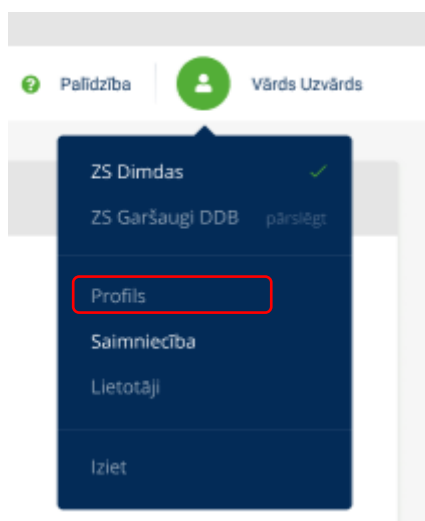 Palīdzība Vārds Uzvārds
ZS Dimdas
ZS Garšaugi DDB pārslēgt
Profils
Saimniecība
Lietotāji
Iziet